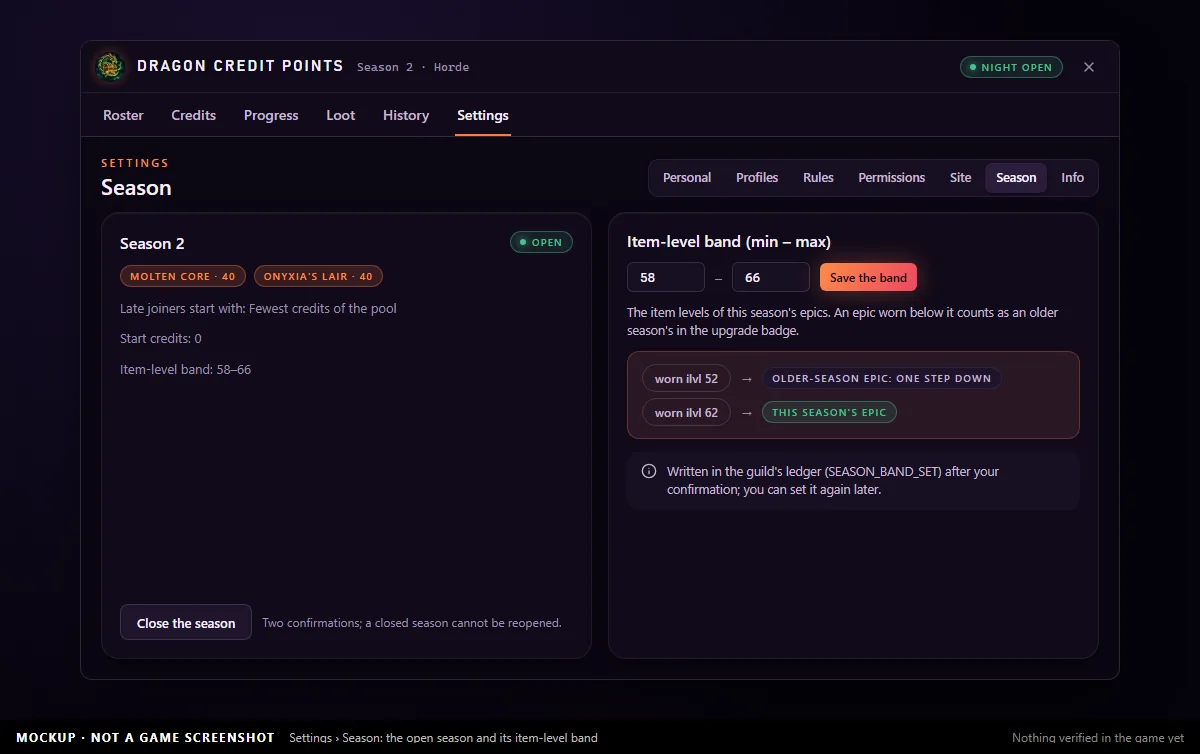 DRAGON CREDIT POINTS Season 2 · Horde
NIGHT OPEN
Roster Credits Progress Loot History Settings
SETTINGS
Season
Personal Profiles Rules Permissions Site Season Info
Season 2
OPEN
MOLTEN CORE · 40 ONYXIA'S LAIR · 40
Late joiners start with: Fewest credits of the pool
Start credits: 0
Item-level band: 58–66
Close the season
Two confirmations; a closed season cannot be reopened.
Item-level band (min – max)
58 – 66 Save the band
The item levels of this season's epics. An epic worn below it counts as an older
season's in the upgrade badge.
worn ilvl 52 → OLDER-SEASON EPIC: ONE STEP DOWN
worn ilvl 62 → THIS SEASON'S EPIC
Written in the guild's ledger (SEASON_BAND_SET) after your
confirmation; you can set it again later.
MOCKUP · NOT A GAME SCREENSHOT Settings › Season: the open season and its item-level band
Nothing verified in the game yet